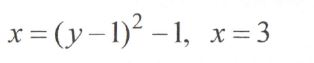 x = (y – 1)² – 1, x = 3